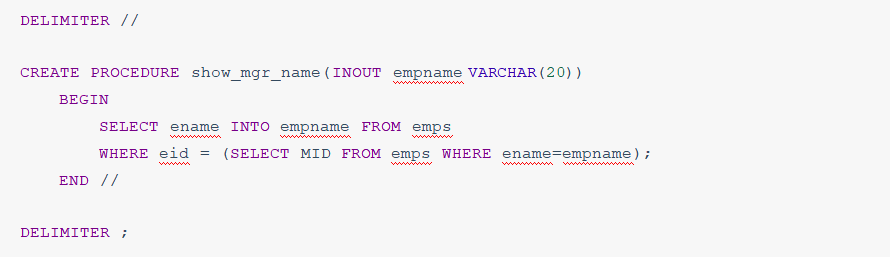 DELIMITER //
CREATE PROCEDURE show_mgr_name(INOUT empname VARCHAR(20))
BEGIN
SELECT ename INTO empname FROM emps
WHERE eid = (SELECT MID FROM emps WHERE ename=empname);
END //
DELIMITER ;